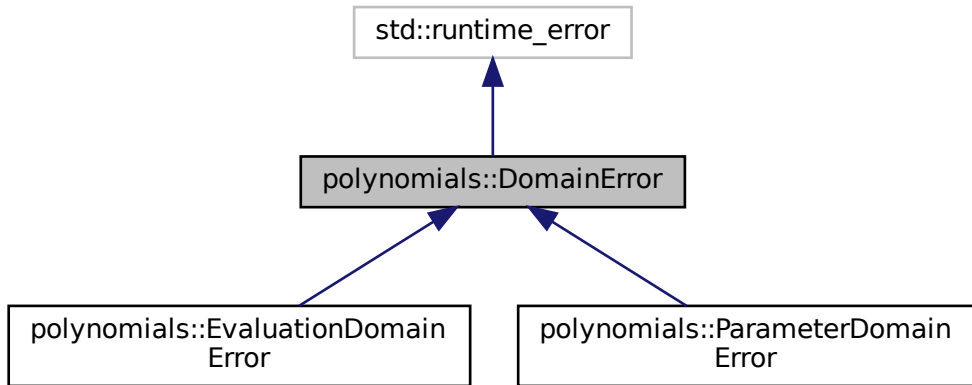 std::runtime_error
polynomials::DomainError
polynomials::EvaluationDomain
Error
polynomials::ParameterDomain
Error